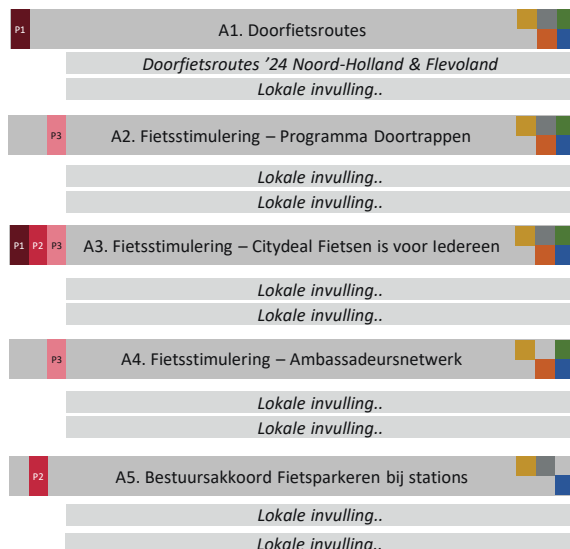 P1 A1. Doorfietsroutes
Doorfietsroutes ’24 Noord-Holland & Flevoland
Lokale invulling..
P3 A2. Fietsstimulering – Programma Doortrappen
Lokale invulling..
Lokale invulling..
P1 P2 P3 A3. Fietsstimulering – Citydeal Fietsen is voor Iedereen
Lokale invulling..
Lokale invulling..
P3 A4. Fietsstimulering – Ambassadeursnetwerk
Lokale invulling..
Lokale invulling..
P2 A5. Bestuursakkoord Fietsparkeren bij stations
Lokale invulling..
Lokale invulling..